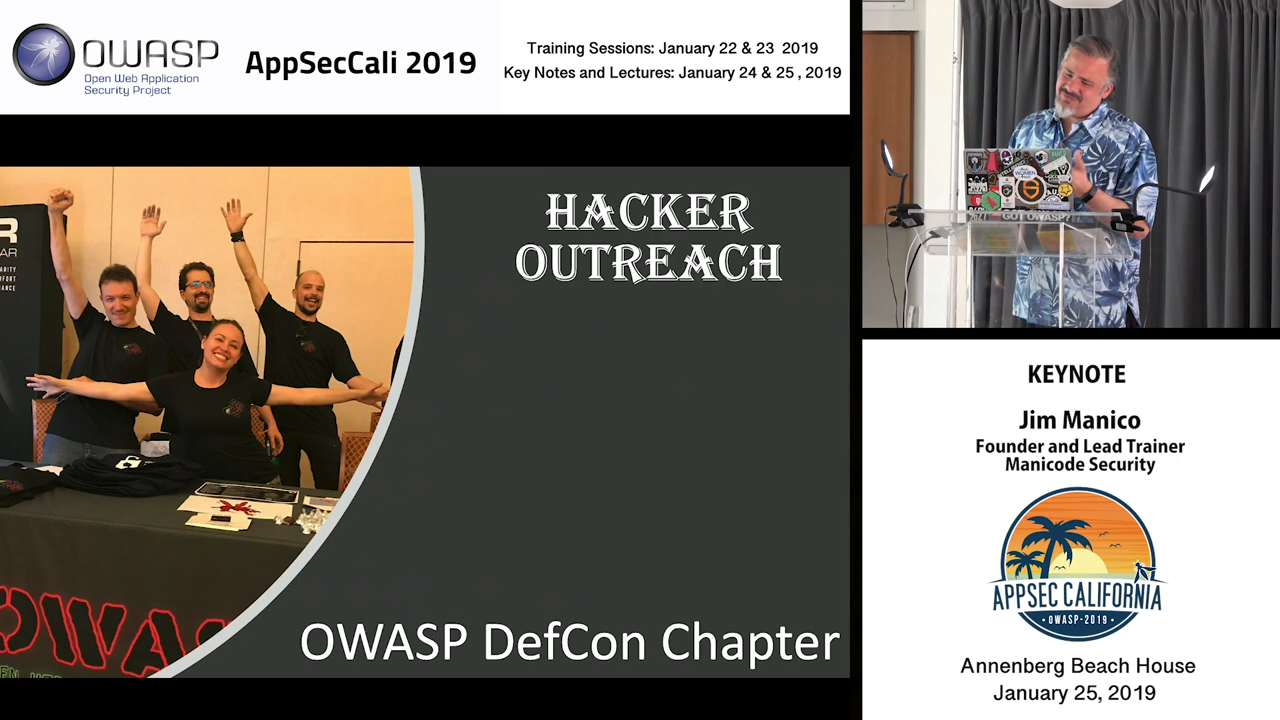 OWASP
Open Web Application
Security Project
AppSecCali 2019
Training Sessions: January 22 & 23 2019
Key Notes and Lectures: January 24 & 25 , 2019
HACKER
OUTREACH
OWASP DefCon Chapter
OWAS
GOT OWASP?
WOMEN
KEYNOTE
Jim Manico
Founder and Lead Trainer
Manicode Security
APPSEC CALIFORNIA
• OWASP-2019 •
Annenberg Beach House
January 25, 2019